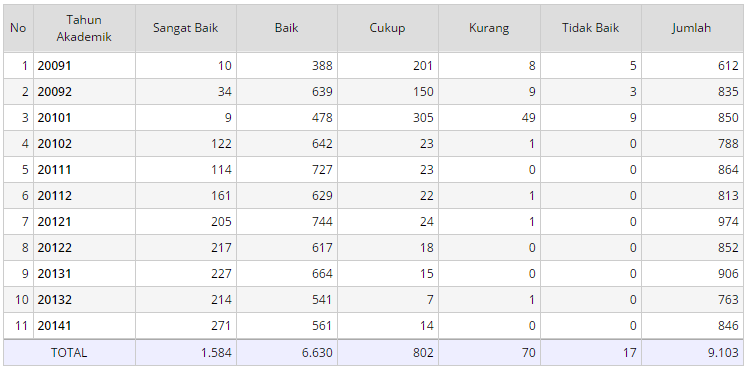 No Tahun Akademik Sangat Baik Baik Cukup Kurang Tidak Baik Jumlah
1 20091 10 388 201 8 5 612
2 20092 34 639 150 9 3 835
3 20101 9 478 305 49 9 850
4 20102 122 642 23 1 0 788
5 20111 114 727 23 0 0 864
6 20112 161 629 22 1 0 813
7 20121 205 744 24 1 0 974
8 20122 217 617 18 0 0 852
9 20131 227 664 15 0 0 906
10 20132 214 541 7 1 0 763
11 20141 271 561 14 0 0 846
TOTAL 1.584 6.630 802 70 17 9.103